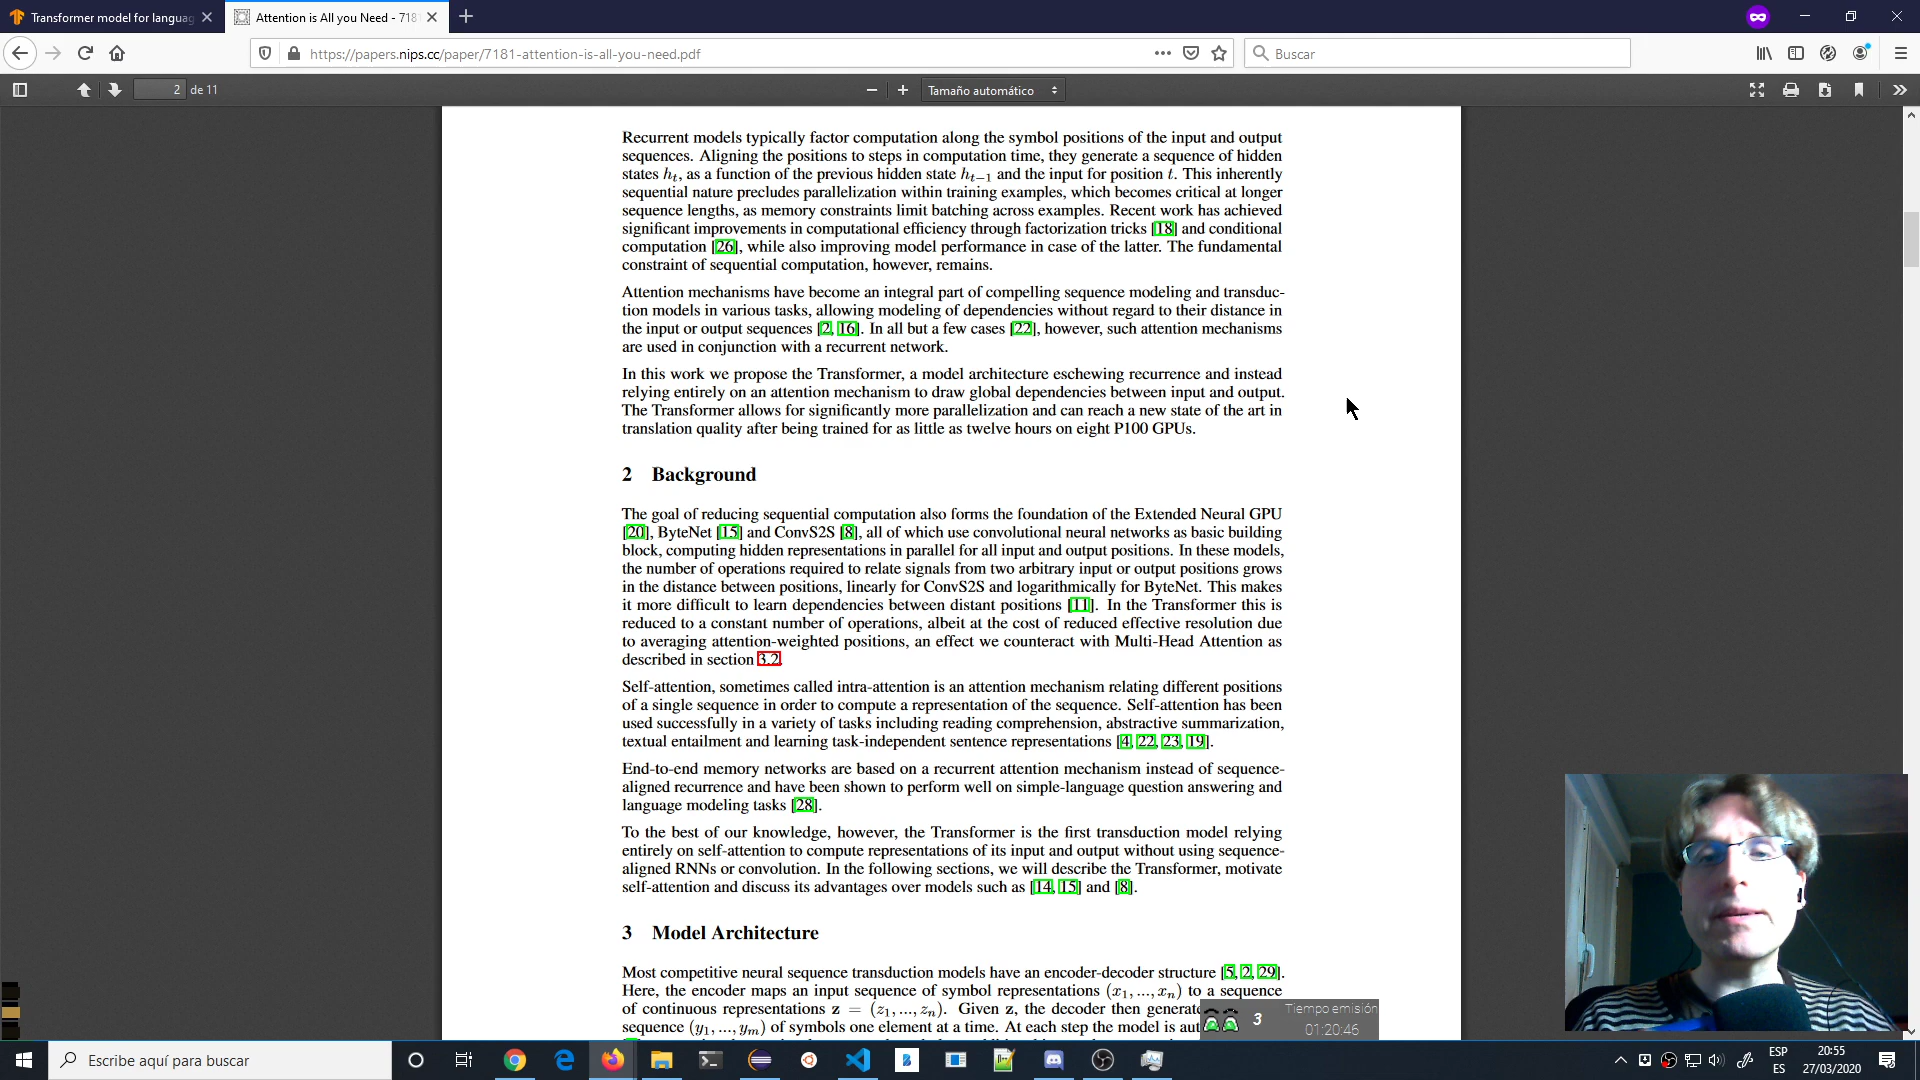 Transformer model for languag
Attention is All you Need - 718
https://papers.nips.cc/paper/7181-attention-is-all-you-need.pdf
Buscar
2 de 11
Tamaño automático
Recurrent models typically factor computation along the symbol positions of the input and output
sequences. Aligning the positions to steps in computation time, they generate a sequence of hidden
states hₜ, as a function of the previous hidden state hₜ₋₁ and the input for position t. This inherently
sequential nature precludes parallelization within training examples, which becomes critical at longer
sequence lengths, as memory constraints limit batching across examples. Recent work has achieved
significant improvements in computational efficiency through factorization tricks [18] and conditional
computation [26], while also improving model performance in case of the latter. The fundamental
constraint of sequential computation, however, remains.
Attention mechanisms have become an integral part of compelling sequence modeling and transduc-
tion models in various tasks, allowing modeling of dependencies without regard to their distance in
the input or output sequences [2, 16]. In all but a few cases [22], however, such attention mechanisms
are used in conjunction with a recurrent network.
In this work we propose the Transformer, a model architecture eschewing recurrence and instead
relying entirely on an attention mechanism to draw global dependencies between input and output.
The Transformer allows for significantly more parallelization and can reach a new state of the art in
translation quality after being trained for as little as twelve hours on eight P100 GPUs.
2 Background
The goal of reducing sequential computation also forms the foundation of the Extended Neural GPU
[20], ByteNet [15] and ConvS2S [8], all of which use convolutional neural networks as basic building
block, computing hidden representations in parallel for all input and output positions. In these models,
the number of operations required to relate signals from two arbitrary input or output positions grows
in the distance between positions, linearly for ConvS2S and logarithmically for ByteNet. This makes
it more difficult to learn dependencies between distant positions [11]. In the Transformer this is
reduced to a constant number of operations, albeit at the cost of reduced effective resolution due
to averaging attention-weighted positions, an effect we counteract with Multi-Head Attention as
described in section 3.2.
Self-attention, sometimes called intra-attention is an attention mechanism relating different positions
of a single sequence in order to compute a representation of the sequence. Self-attention has been
used successfully in a variety of tasks including reading comprehension, abstractive summarization,
textual entailment and learning task-independent sentence representations [4, 22, 23, 19].
End-to-end memory networks are based on a recurrent attention mechanism instead of sequence-
aligned recurrence and have been shown to perform well on simple-language question answering and
language modeling tasks [28].
To the best of our knowledge, however, the Transformer is the first transduction model relying
entirely on self-attention to compute representations of its input and output without using sequence-
aligned RNNs or convolution. In the following sections, we will describe the Transformer, motivate
self-attention and discuss its advantages over models such as [14, 15] and [8].
3 Model Architecture
Most competitive neural sequence transduction models have an encoder-decoder structure [5, 2, 29].
Here, the encoder maps an input sequence of symbol representations (x₁, ..., xₙ) to a sequence
of continuous representations z = (z₁, ..., zₙ). Given z, the decoder then generate
sequence (y₁, ..., yₘ) of symbols one element at a time. At each step the model is aut
3
Tiempo emisión
01:20:46
Escribe aquí para buscar
ESP
ES
20:55
27/03/2020